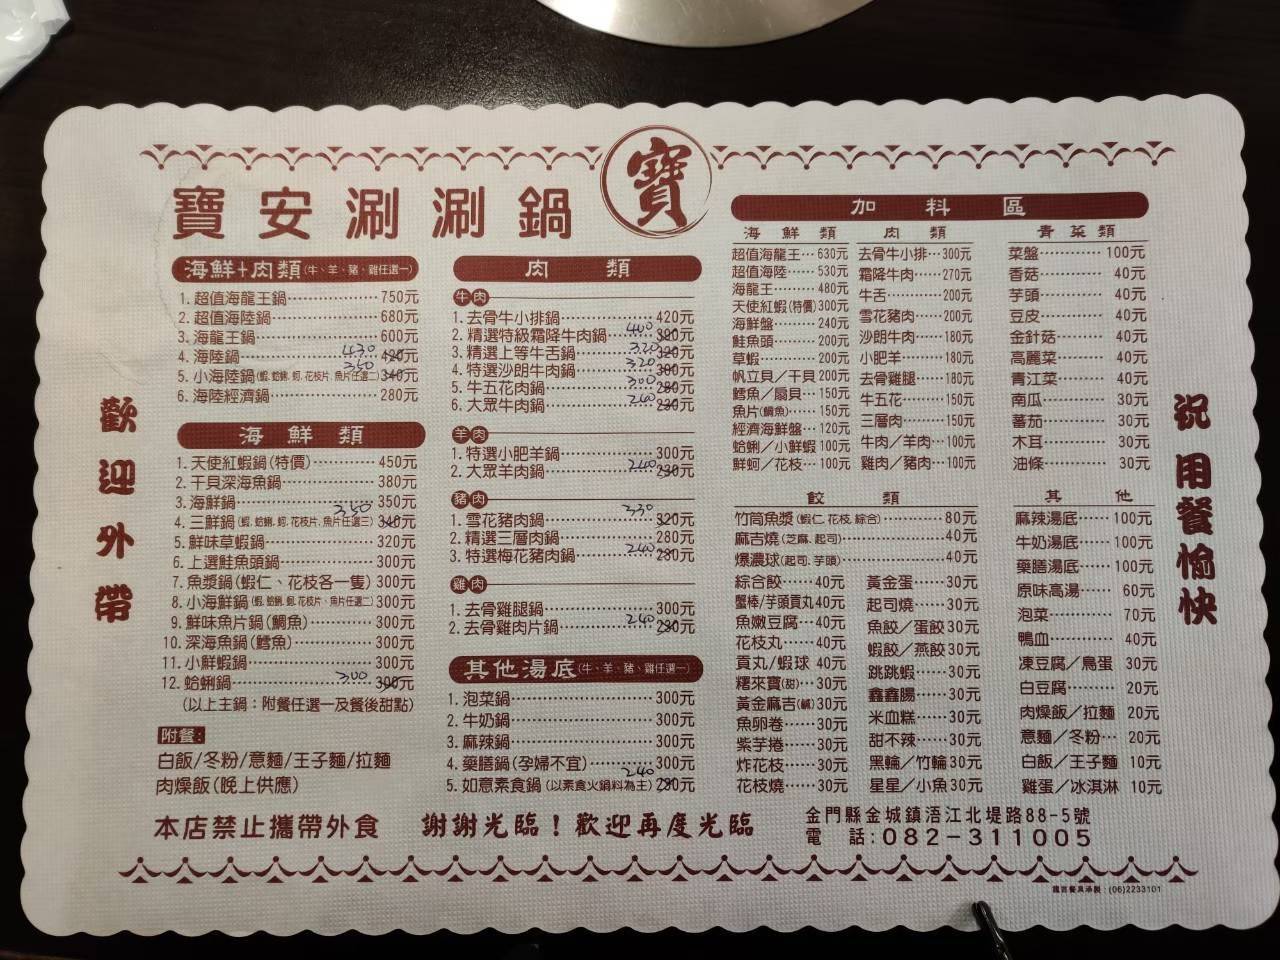 寶
寶安涮涮鍋
海鮮+肉類(牛、羊、豬、雞任選一)
1.超值海龍王鍋⋯⋯750元
2.超值海陸鍋⋯⋯680元
3.海龍王鍋⋯⋯600元
4.海陸鍋⋯⋯430 420元
5.小海陸鍋(蝦.蛤蜊.蚵.花枝片.魚片任選二) 350 340元
6.海陸經濟鍋⋯⋯280元
海鮮類
1.天使紅蝦鍋(特價)⋯⋯450元
2.干貝深海魚鍋⋯⋯380元
3.海鮮鍋⋯⋯350元
4.三鮮鍋(蝦.蛤蜊.蚵.花枝片.魚片任選三) 350 340元
5.鮮味草蝦鍋⋯⋯320元
6.上選鮭魚頭鍋⋯⋯300元
7.魚漿鍋(蝦仁、花枝各一隻) 300元
8.小海鮮鍋(蝦.蛤蜊.蚵.花枝片、魚片任選二) 300元
9.鮮味魚片鍋(鯛魚)⋯⋯300元
10.深海魚鍋(鱈魚)⋯⋯300元
11.小鮮蝦鍋⋯⋯300元
12.蛤蜊鍋⋯⋯300 300元
(以上主鍋：附餐任選一及餐後甜點)
附餐:
白飯/冬粉/意麵/王子麵/拉麵
肉燥飯(晚上供應)
肉類
牛肉
1.去骨牛小排鍋⋯⋯420元
2.精選特級霜降牛肉鍋⋯⋯400 380元
3.精選上等牛舌鍋⋯⋯320 320元
4.特選沙朗牛肉鍋⋯⋯320 300元
5.牛五花肉鍋⋯⋯300 280元
6.大眾牛肉鍋⋯⋯240 230元
羊肉
1.特選小肥羊鍋⋯⋯300元
2.大眾羊肉鍋⋯⋯240 230元
豬肉
1.雪花豬肉鍋⋯⋯330 320元
2.精選三層肉鍋⋯⋯280元
3.特選梅花豬肉鍋⋯⋯240 230元
雞肉
1.去骨雞腿鍋⋯⋯300元
2.去骨雞肉片鍋⋯⋯240 230元
其他湯底(牛、羊、豬、雞任選一)
1.泡菜鍋⋯⋯300元
2.牛奶鍋⋯⋯300元
3.麻辣鍋⋯⋯300元
4.藥膳鍋(孕婦不宜)⋯⋯300元
5.如意素食鍋(以素食火鍋料為主) 240 230元
加料區
海鮮類
超值海龍王⋯630元
超值海陸⋯⋯530元
海龍王⋯⋯480元
天使紅蝦(特價)300元
海鮮盤⋯⋯240元
鮭魚頭⋯⋯200元
草蝦⋯⋯200元
帆立貝／干貝 200元
鱈魚／扇貝⋯150元
魚片(鯛魚)⋯⋯150元
經濟海鮮盤⋯120元
蛤蜊／小鮮蝦 100元
鮮蚵／花枝⋯100元
肉類
去骨牛小排⋯300元
霜降牛肉⋯⋯270元
牛舌⋯⋯200元
雪花豬肉⋯⋯200元
沙朗牛肉⋯⋯180元
小肥羊⋯⋯180元
去骨雞腿⋯⋯180元
牛五花⋯⋯150元
三層肉⋯⋯150元
牛肉／羊肉⋯100元
雞肉／豬肉⋯100元
青菜類
菜盤⋯⋯100元
香菇⋯⋯40元
芋頭⋯⋯40元
豆皮⋯⋯40元
金針菇⋯⋯40元
高麗菜⋯⋯40元
青江菜⋯⋯40元
南瓜⋯⋯30元
蕃茄⋯⋯30元
木耳⋯⋯30元
油條⋯⋯30元
餃類
竹筒魚漿(蝦仁.花枝.綜合)⋯⋯80元
麻吉燒(芝麻.起司)⋯⋯40元
爆濃球(起司.芋頭)⋯⋯40元
綜合餃⋯⋯40元
蟹棒/芋頭貢丸40元
魚嫩豆腐⋯40元
花枝丸⋯⋯40元
貢丸/蝦球 40元
糬來寶(甜)⋯30元
黃金麻吉(鹹)30元
魚卵卷⋯⋯30元
紫芋捲⋯⋯30元
炸花枝⋯⋯30元
花枝燒⋯⋯30元
黃金蛋⋯⋯30元
起司燒⋯⋯30元
魚餃／蛋餃30元
蝦餃／燕餃30元
跳跳蝦⋯⋯30元
鑫鑫腸⋯⋯30元
米血糕⋯⋯30元
甜不辣⋯⋯30元
黑輪／竹輪30元
星星／小魚30元
其他
麻辣湯底⋯⋯100元
牛奶湯底⋯⋯100元
藥膳湯底⋯⋯100元
原味高湯⋯⋯60元
泡菜⋯⋯70元
鴨血⋯⋯40元
凍豆腐／鳥蛋 30元
白豆腐⋯⋯20元
肉燥飯／拉麵 20元
意麵／冬粉⋯ 20元
白飯／王子麵 10元
雞蛋／冰淇淋 10元
歡迎外帶
祝用餐愉快
本店禁止攜帶外食
謝謝光臨！歡迎再度光臨
金門縣金城鎮浯江北堤路88-5號
電話:082-311005
龍吉餐具承製：(06)2233101